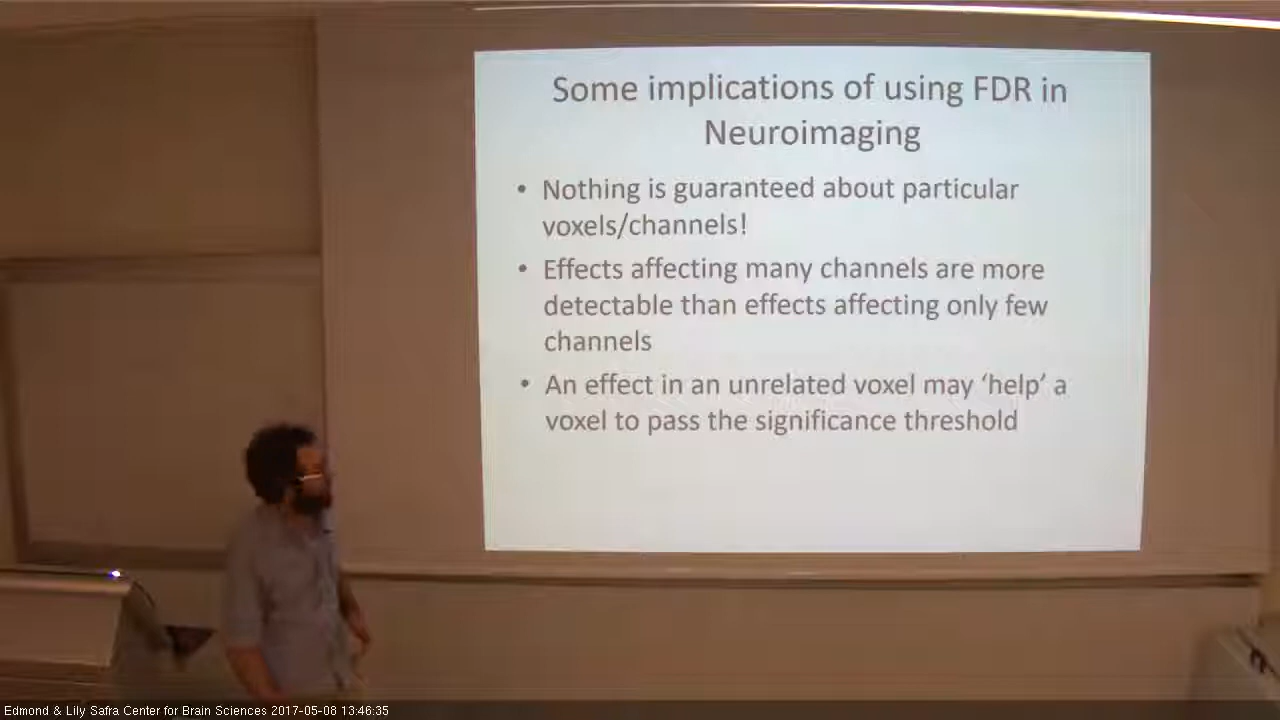 Some implications of using FDR in
Neuroimaging
• Nothing is guaranteed about particular
voxels/channels!
• Effects affecting many channels are more
detectable than effects affecting only few
channels
• An effect in an unrelated voxel may ‘help’ a
voxel to pass the significance threshold
Edmond & Lily Safra Center for Brain Sciences 2017-05-08 13:46:35